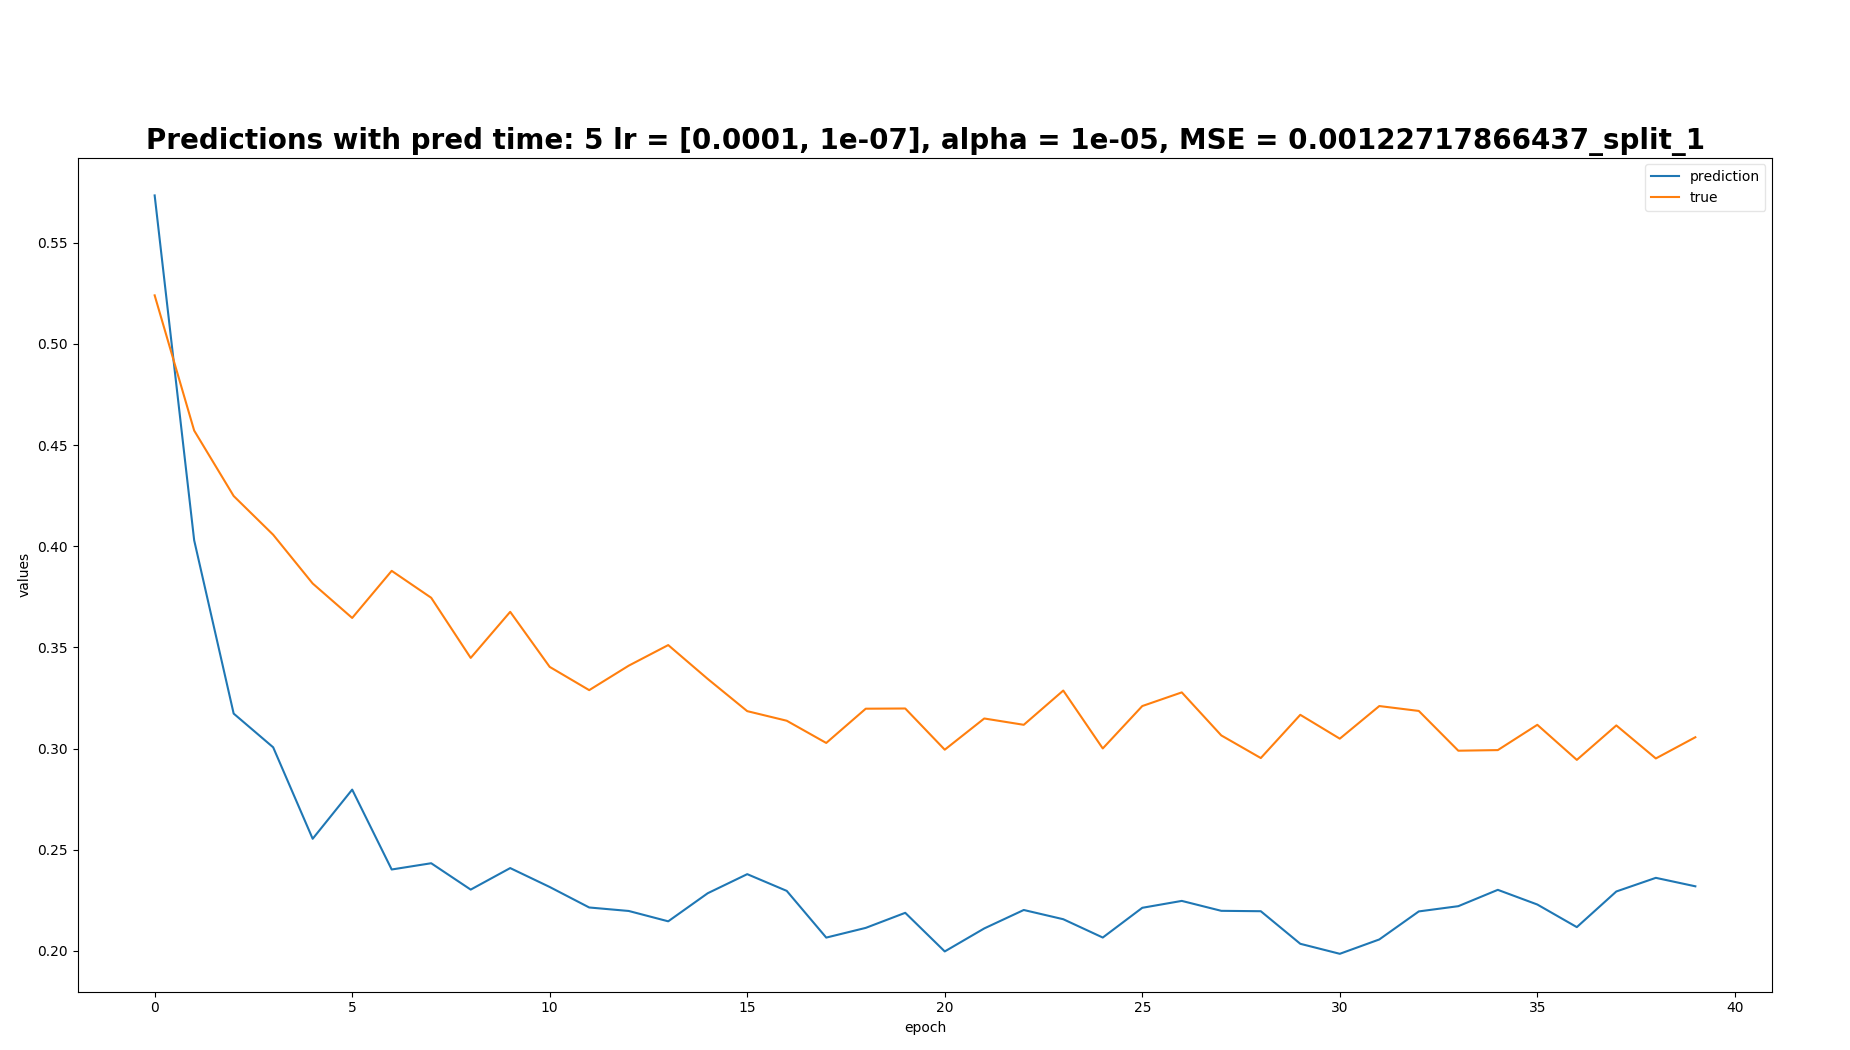 Predictions with pred time: 5 lr = [0.0001, 1e-07], alpha = 1e-05, MSE = 0.00122717866437_split_1
prediction
true
0.55
0.50
0.45
0.40
0.35
0.30
0.25
0.20
values
0 5 10 15 20 25 30 35 40
epoch